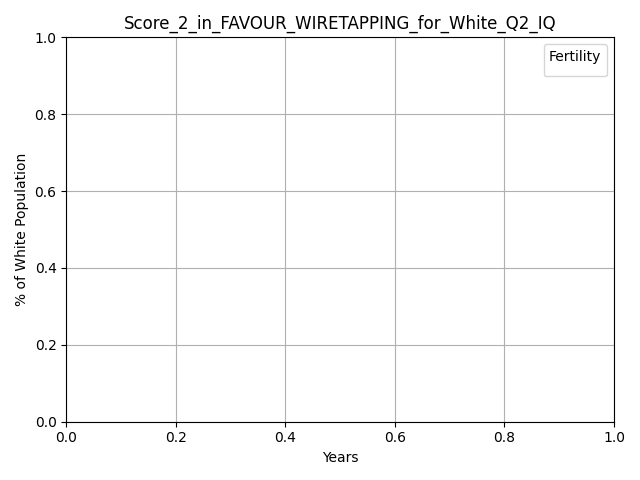 Score_2_in_FAVOUR_WIRETAPPING_for_White_Q2_IQ
Fertility
1.0
0.8
0.6
0.4
0.2
0.0
% of White Population
0.0 0.2 0.4 0.6 0.8 1.0
Years